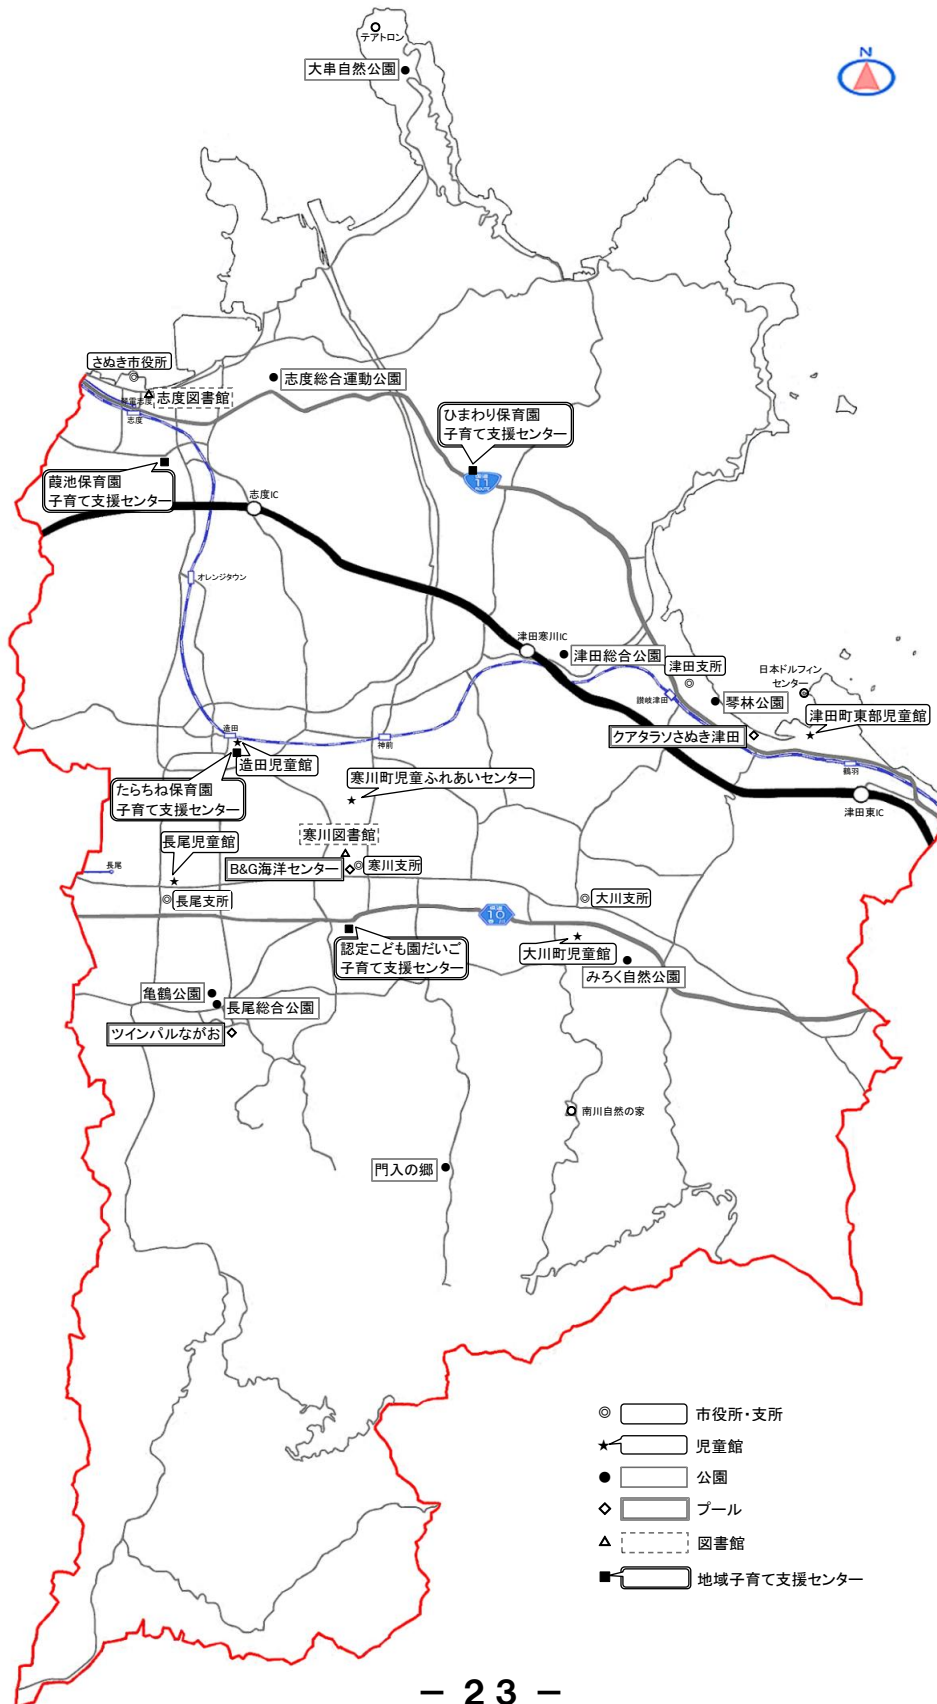 テアトロン
大串自然公園
N
さぬき市役所
志度総合運動公園
琴電志度
志度図書館
志度
ひまわり保育園
子育て支援センター
葭池保育園
子育て支援センター
国道
11
ROUTE
志度IC
オレンジタウン
津田寒川IC
津田総合公園
津田支所
日本ドルフィン
センター
讃岐津田
琴林公園
津田町東部児童館
造田
神前
クアタラソさぬき津田
造田児童館
鶴羽
寒川町児童ふれあいセンター
たらちね保育園
子育て支援センター
津田東IC
寒川図書館
長尾児童館
長尾
B&G海洋センター
寒川支所
長尾支所
大川支所
県道
10
認定こども園だいご
子育て支援センター
大川町児童館
みろく自然公園
亀鶴公園
長尾総合公園
ツインパルながお
南川自然の家
門入の郷
市役所・支所
児童館
公園
プール
図書館
地域子育て支援センター
－ 23 －